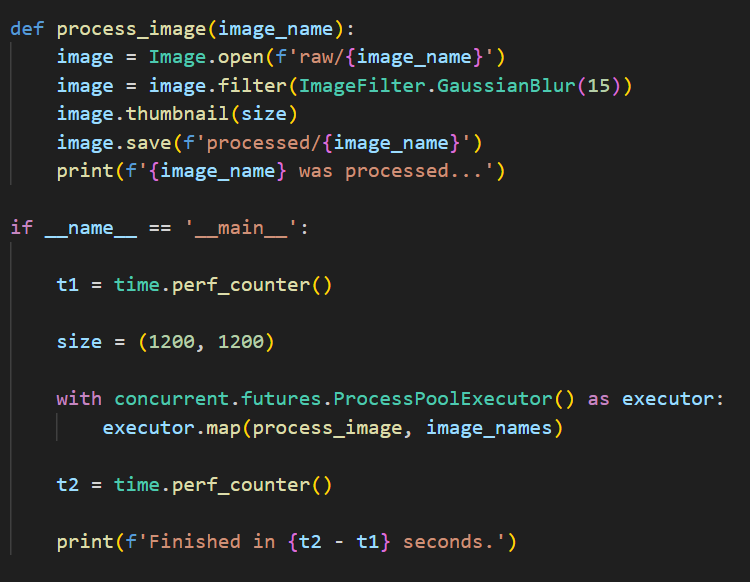 def process_image(image_name):
    image = Image.open(f'raw/{image_name}')
    image = image.filter(ImageFilter.GaussianBlur(15))
    image.thumbnail(size)
    image.save(f'processed/{image_name}')
    print(f'{image_name} was processed...')
if __name__ == '__main__':
    t1 = time.perf_counter()
    size = (1200, 1200)
    with concurrent.futures.ProcessPoolExecutor() as executor:
        executor.map(process_image, image_names)
    t2 = time.perf_counter()
    print(f'Finished in {t2 - t1} seconds.')